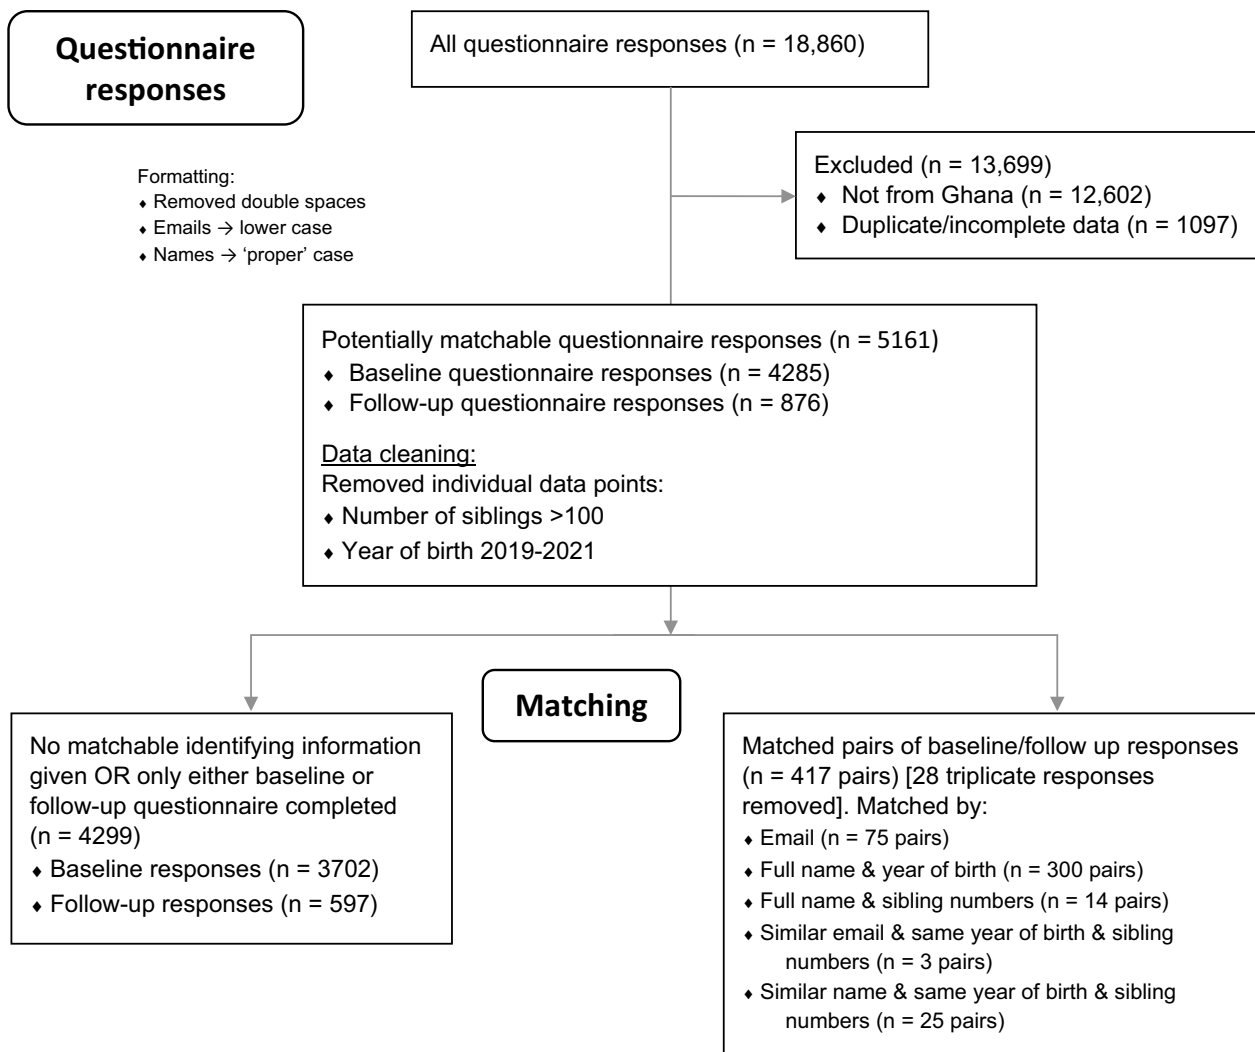 Questionnaire
responses
All questionnaire responses (n = 18,860)
Formatting:
♦ Removed double spaces
♦ Emails → lower case
♦ Names → ‘proper’ case
Excluded (n = 13,699)
♦ Not from Ghana (n = 12,602)
♦ Duplicate/incomplete data (n = 1097)
Potentially matchable questionnaire responses (n = 5161)
♦ Baseline questionnaire responses (n = 4285)
♦ Follow-up questionnaire responses (n = 876)
Data cleaning:
Removed individual data points:
♦ Number of siblings >100
♦ Year of birth 2019-2021
Matching
No matchable identifying information
given OR only either baseline or
follow-up questionnaire completed
(n = 4299)
♦ Baseline responses (n = 3702)
♦ Follow-up responses (n = 597)
Matched pairs of baseline/follow up responses
(n = 417 pairs) [28 triplicate responses
removed]. Matched by:
♦ Email (n = 75 pairs)
♦ Full name & year of birth (n = 300 pairs)
♦ Full name & sibling numbers (n = 14 pairs)
♦ Similar email & same year of birth & sibling
numbers (n = 3 pairs)
♦ Similar name & same year of birth & sibling
numbers (n = 25 pairs)